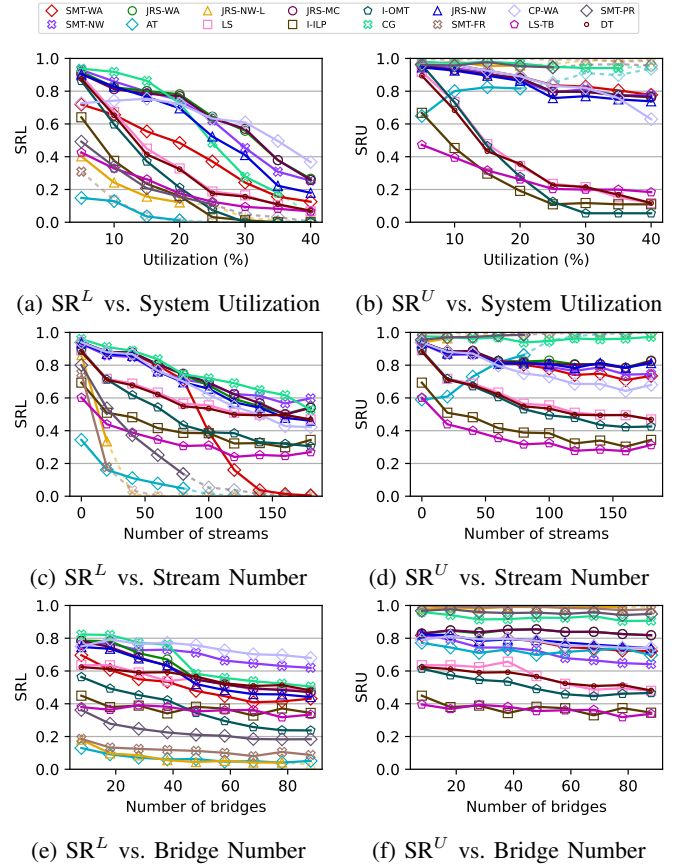 SMT-WA JRS-WA JRS-NW-L JRS-MC I-OMT JRS-NW CP-WA SMT-PR
SMT-NW AT LS I-ILP CG SMT-FR LS-TB DT
1.0 0.8 0.6 0.4 0.2 0.0
SRL
10 20 30 40
Utilization (%)
(a) SR^L vs. System Utilization
1.0 0.8 0.6 0.4 0.2 0.0
SRU
10 20 30 40
Utilization (%)
(b) SR^U vs. System Utilization
1.0 0.8 0.6 0.4 0.2 0.0
SRL
0 50 100 150
Number of streams
(c) SR^L vs. Stream Number
1.0 0.8 0.6 0.4 0.2 0.0
SRU
0 50 100 150
Number of streams
(d) SR^U vs. Stream Number
1.0 0.8 0.6 0.4 0.2 0.0
SRL
20 40 60 80
Number of bridges
(e) SR^L vs. Bridge Number
1.0 0.8 0.6 0.4 0.2 0.0
SRU
20 40 60 80
Number of bridges
(f) SR^U vs. Bridge Number